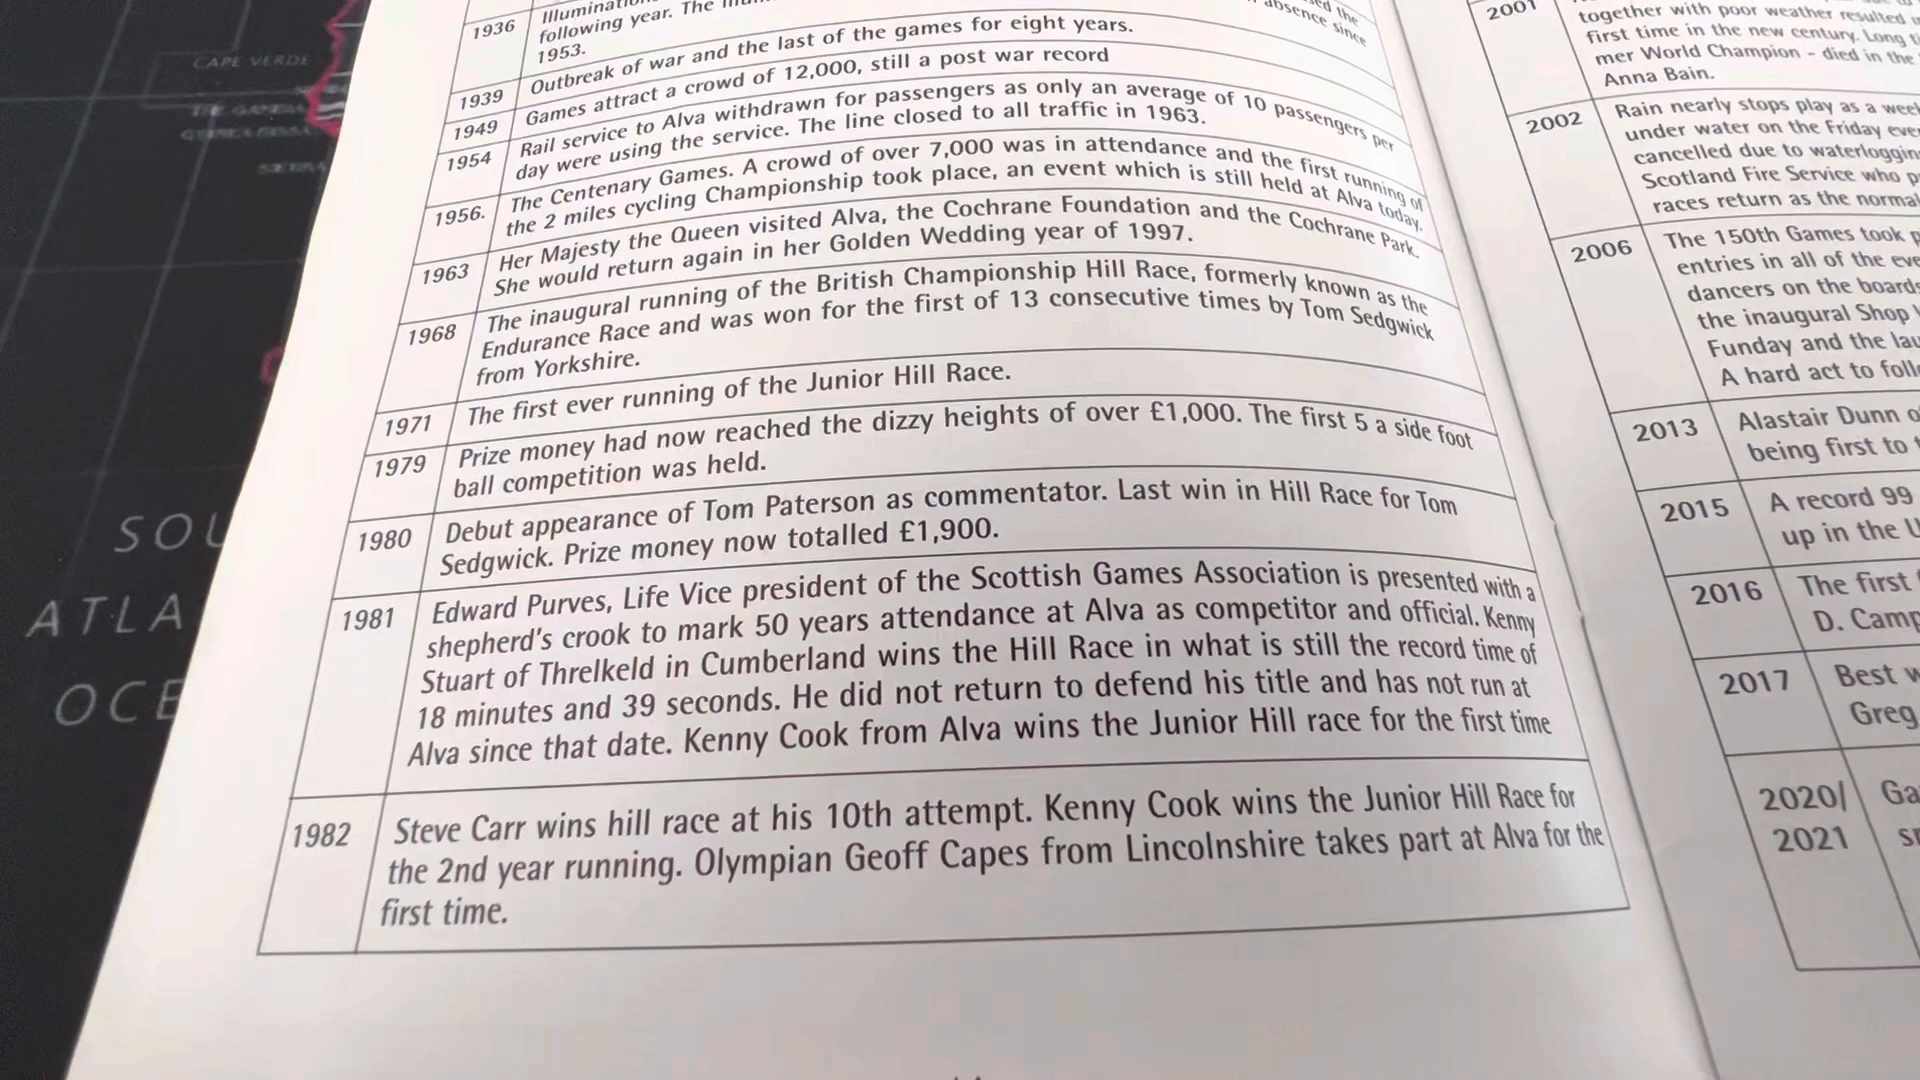 CAPE VERDE
SOU
ATLA
OCE
1936
following year. The
absence since
1953.
1939 Outbreak of war and the last of the games for eight years.
1949 Games attract a crowd of 12,000, still a post war record
1954 Rail service to Alva withdrawn for passengers as only an average of 10 passengers per
day were using the service. The line closed to all traffic in 1963.
1956. The Centenary Games. A crowd of over 7,000 was in attendance and the first running of
the 2 miles cycling Championship took place, an event which is still held at Alva today.
1963 Her Majesty the Queen visited Alva, the Cochrane Foundation and the Cochrane Park.
She would return again in her Golden Wedding year of 1997.
1968 The inaugural running of the British Championship Hill Race, formerly known as the
Endurance Race and was won for the first of 13 consecutive times by Tom Sedgwick
from Yorkshire.
1971 The first ever running of the Junior Hill Race.
1979 Prize money had now reached the dizzy heights of over £1,000. The first 5 a side foot
ball competition was held.
1980 Debut appearance of Tom Paterson as commentator. Last win in Hill Race for Tom
Sedgwick. Prize money now totalled £1,900.
1981 Edward Purves, Life Vice president of the Scottish Games Association is presented with a
shepherd's crook to mark 50 years attendance at Alva as competitor and official. Kenny
Stuart of Threlkeld in Cumberland wins the Hill Race in what is still the record time of
18 minutes and 39 seconds. He did not return to defend his title and has not run at
Alva since that date. Kenny Cook from Alva wins the Junior Hill race for the first time
1982 Steve Carr wins hill race at his 10th attempt. Kenny Cook wins the Junior Hill Race for
the 2nd year running. Olympian Geoff Capes from Lincolnshire takes part at Alva for the
first time.
2001
together with poor weather resulted
first time in the new century. Long
mer World Champion - died in the
Anna Bain.
2002 Rain nearly stops play as a
under water on the Friday
cancelled due to
Scotland Fire Service who
races return as the
2006 The 150th Games took
entries in all of the
dancers on the boards
the inaugural Shop
Funday and the
A hard act to
2013 Alastair Dunn
being first to
2015 A record 99
up in the
2016 The first
D. Camp
2017 Best
Greg
2020/ Ga
2021